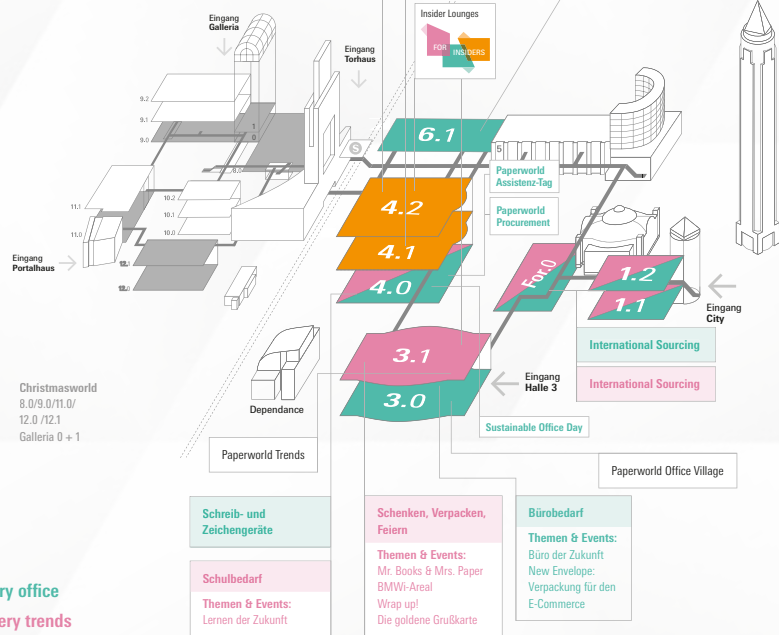 Insider Lounges
FOR INSIDERS
Eingang
Galleria
Eingang
Torhaus
9.2
9.1
9.0
1
0
8.0
S
6.1
5
Paperworld
Assistenz-Tag
Paperworld
Procurement
4.2
4.1
4.0
11.1
11.0
10.2
10.1
10.0
12.1
12.0
Eingang
Portalhaus
For.0
1.2
1.1
Eingang
City
International Sourcing
International Sourcing
3.1
3.0
Eingang
Halle 3
Dependance
Christmasworld
8.0/9.0/11.0/
12.0 /12.1
Galleria 0 + 1
Sustainable Office Day
Paperworld Trends
Paperworld Office Village
Schreib- und
Zeichengeräte
Schulbedarf
Themen & Events:
Lernen der Zukunft
Schenken, Verpacken,
Feiern
Themen & Events:
Mr. Books & Mrs. Paper
BMWi-Areal
Wrap up!
Die goldene Grußkarte
Bürobedarf
Themen & Events:
Büro der Zukunft
New Envelope:
Verpackung für den
E-Commerce
ry office
ery trends